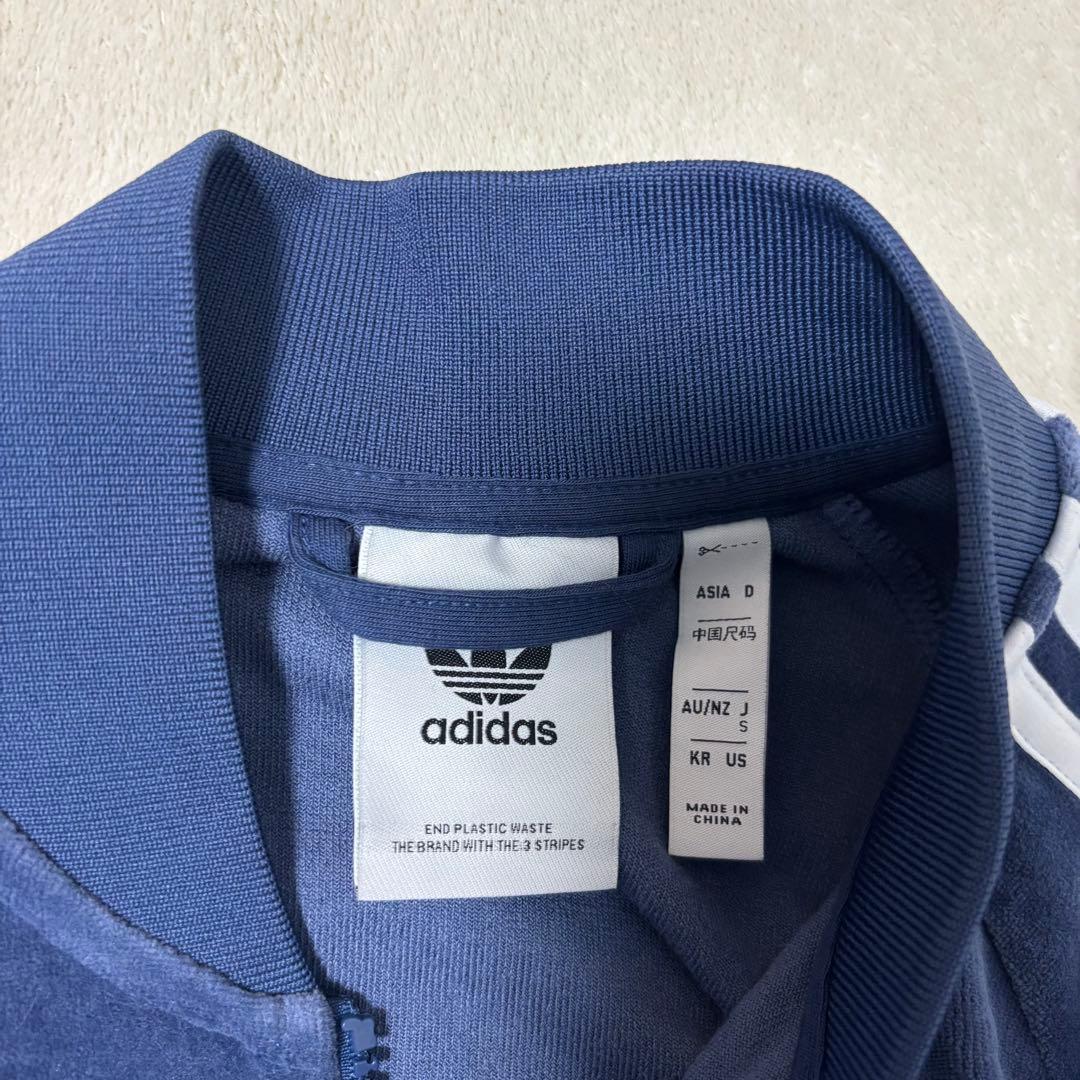 adidas
END PLASTIC WASTE
THE BRAND WITH THE 3 STRIPES
ASIA D
中国尺码
AU/NZ J
S
KR US
MADE IN
CHINA